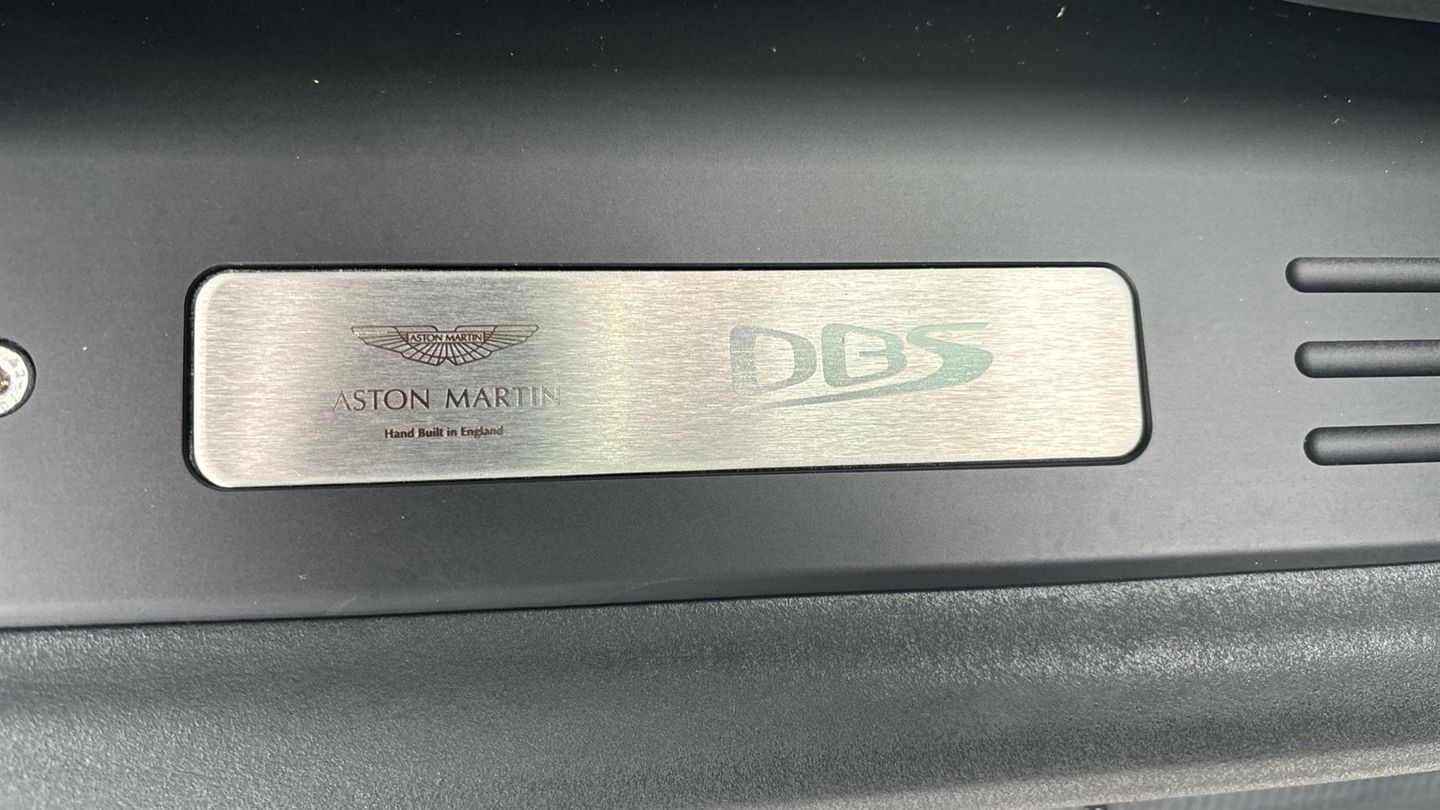 ASTON MARTIN
ASTON MARTIN
Hand Built in England
DBS